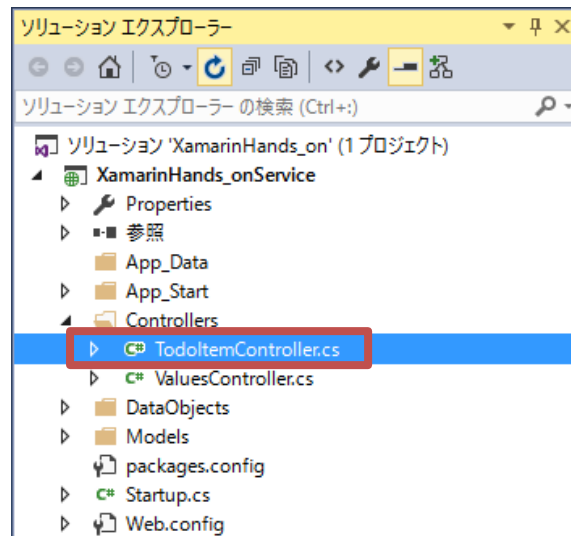 ソリューション エクスプローラー
ソリューション エクスプローラー の検索 (Ctrl+:)
ソリューション 'XamarinHands_on' (1 プロジェクト)
XamarinHands_onService
Properties
参照
App_Data
App_Start
Controllers
C# TodoItemController.cs
C# ValuesController.cs
DataObjects
Models
packages.config
C# Startup.cs
Web.config